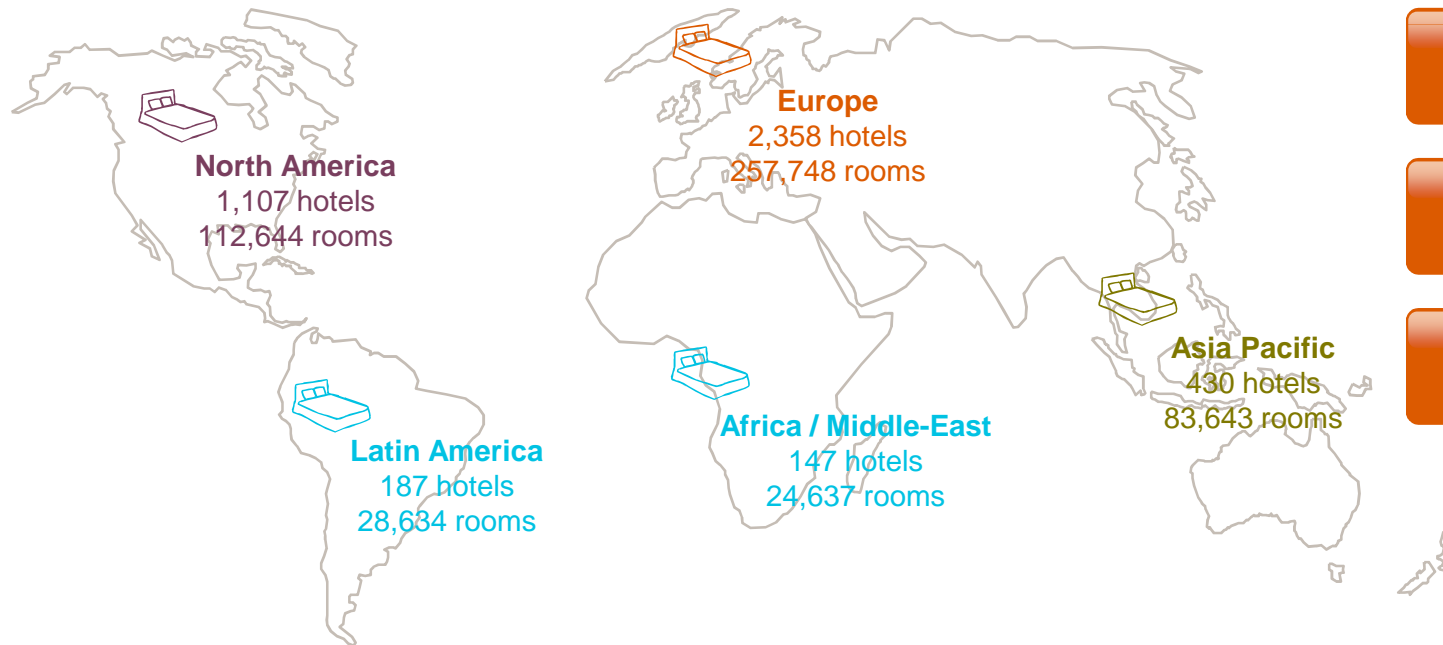 Europe
2,358 hotels
257,748 rooms
North America
1,107 hotels
112,644 rooms
Asia Pacific
430 hotels
83,643 rooms
Africa / Middle-East
147 hotels
24,637 rooms
Latin America
187 hotels
28,634 rooms